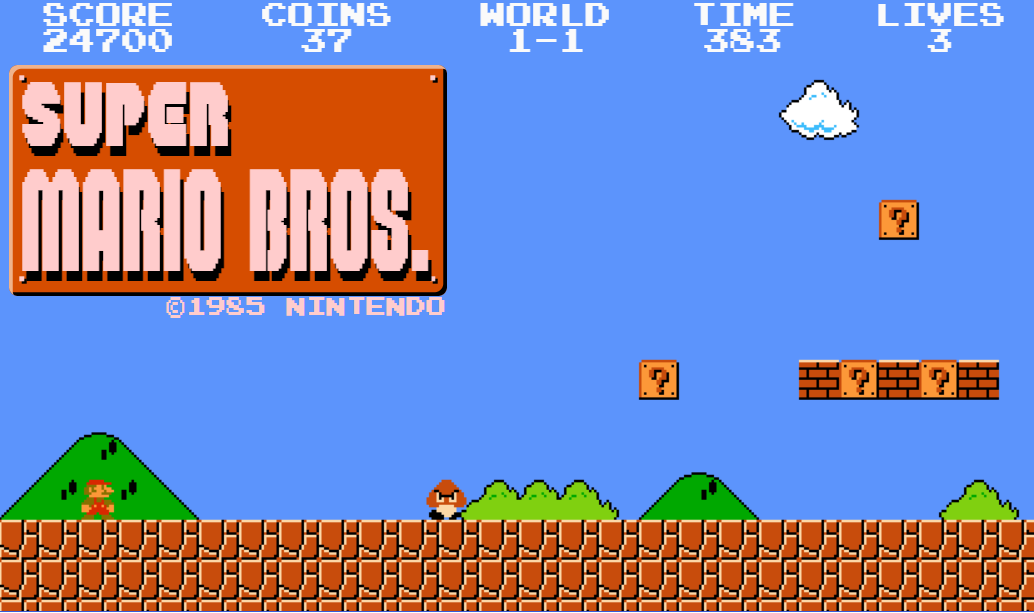 SCORE COINS WORLD TIME LIVES
24700 37 1-1 383 3
SUPER
MARIO BROS.
©1985 NINTENDO
?
? ? ?